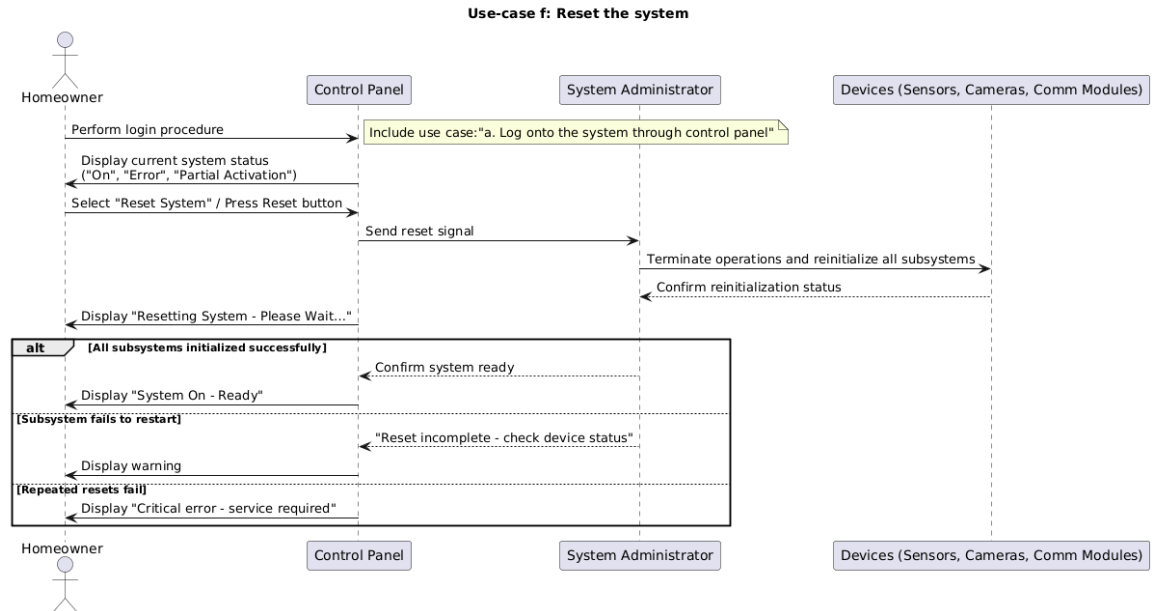 Use-case f: Reset the system
Homeowner
Control Panel
System Administrator
Devices (Sensors, Cameras, Comm Modules)
Perform login procedure
Include use case:"a. Log onto the system through control panel"
Display current system status
("On", "Error", "Partial Activation")
Select "Reset System" / Press Reset button
Send reset signal
Terminate operations and reinitialize all subsystems
Confirm reinitialization status
Display "Resetting System - Please Wait..."
alt
[All subsystems initialized successfully]
Confirm system ready
Display "System On - Ready"
[Subsystem fails to restart]
"Reset incomplete - check device status"
Display warning
[Repeated resets fail]
Display "Critical error - service required"
Homeowner
Control Panel
System Administrator
Devices (Sensors, Cameras, Comm Modules)